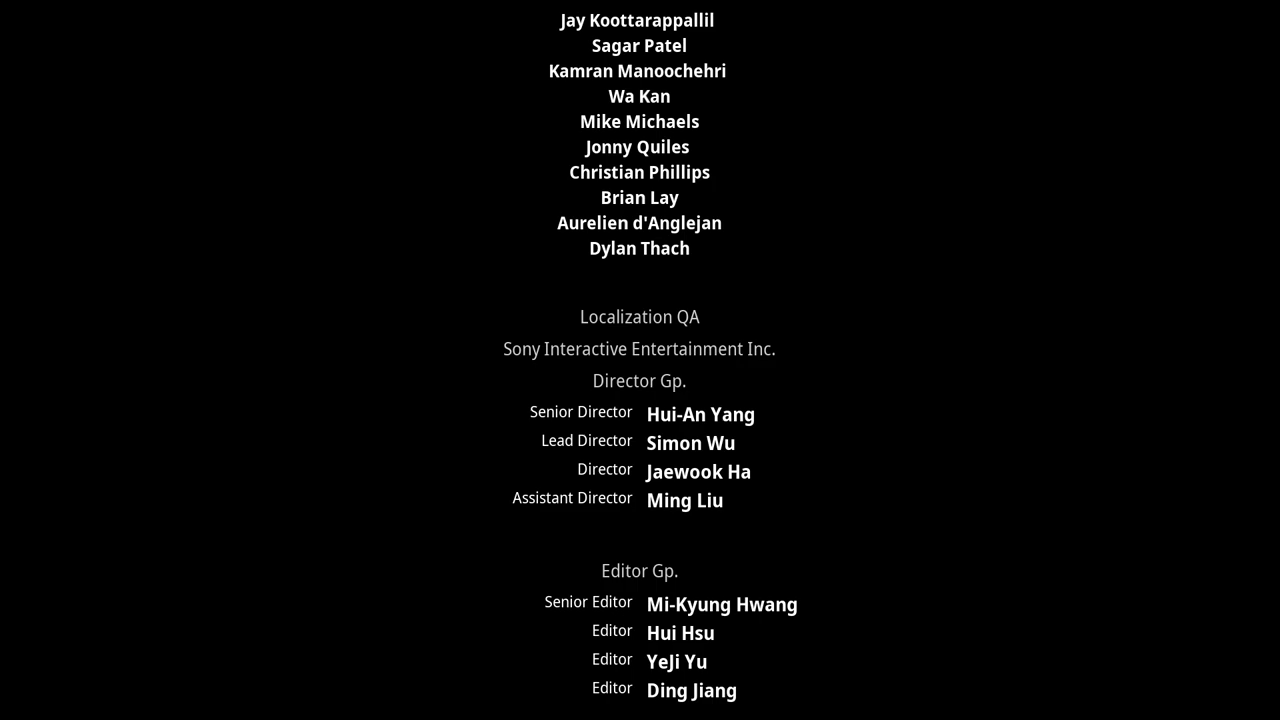 Jay Koottarappallil
Sagar Patel
Kamran Manoochehri
Wa Kan
Mike Michaels
Jonny Quiles
Christian Phillips
Brian Lay
Aurelien d'Anglejan
Dylan Thach
Localization QA
Sony Interactive Entertainment Inc.
Director Gp.
Senior Director Hui-An Yang
Lead Director Simon Wu
Director Jaewook Ha
Assistant Director Ming Liu
Editor Gp.
Senior Editor Mi-Kyung Hwang
Editor Hui Hsu
Editor YeJi Yu
Editor Ding Jiang